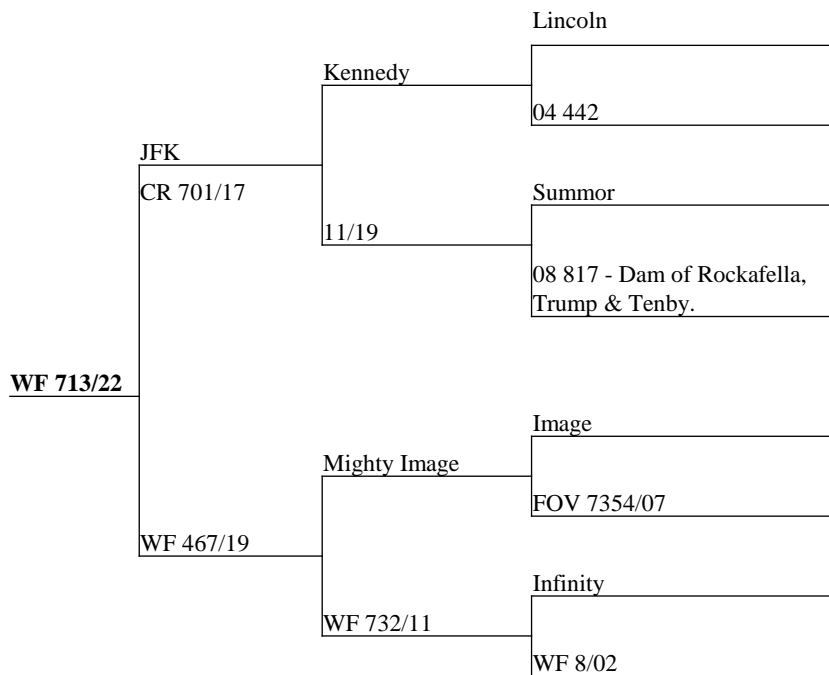 Lincoln
Kennedy
04 442
JFK
CR 701/17
Summor
11/19
08 817 - Dam of Rockafella,
Trump & Tenby.
WF 713/22
Image
Mighty Image
FOV 7354/07
WF 467/19
Infinity
WF 732/11
WF 8/02